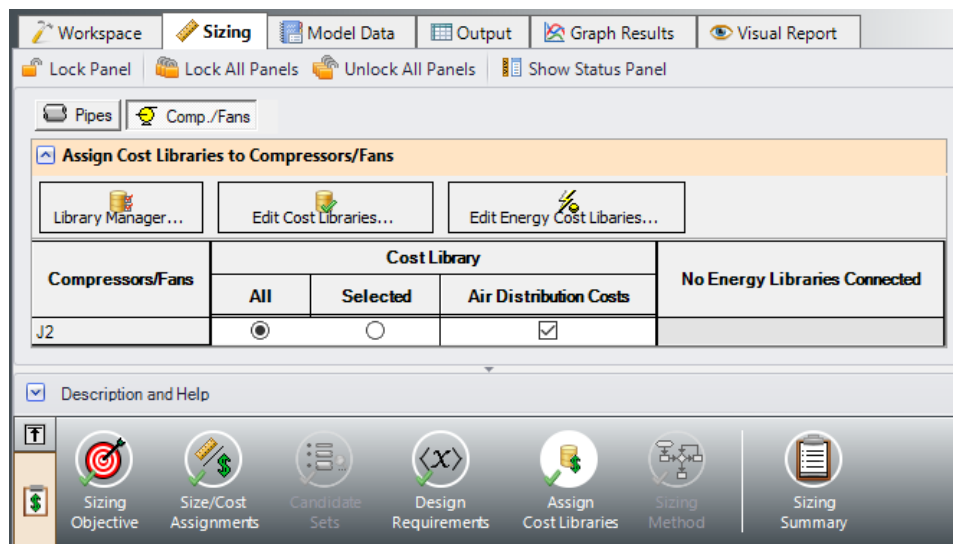 Workspace Sizing Model Data Output Graph Results Visual Report
Lock Panel Lock All Panels Unlock All Panels Show Status Panel
Pipes Comp./Fans
Assign Cost Libraries to Compressors/Fans
Library Manager... Edit Cost Libraries... Edit Energy Cost Libaries...
Compressors/Fans Cost Library No Energy Libraries Connected
All Selected Air Distribution Costs
J2
Description and Help
Sizing Size/Cost Candidate Design Assign Sizing Sizing
Objective Assignments Sets Requirements Cost Libraries Method Summary